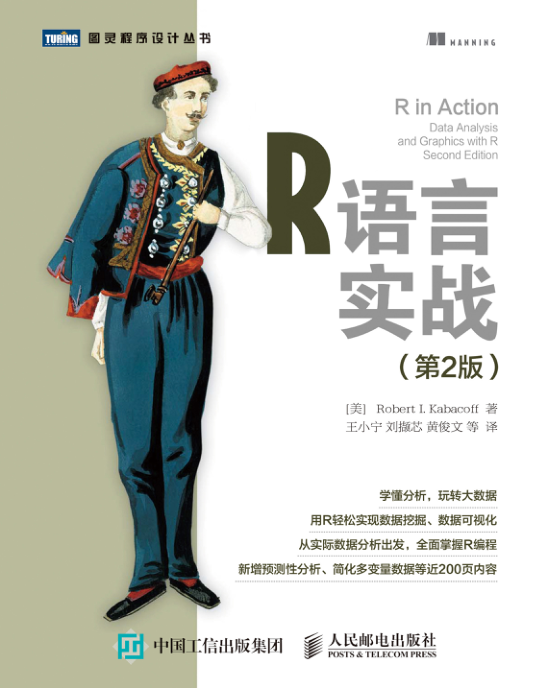 TURING 图灵程序设计丛书
MANNING
R in Action
Data Analysis
and Graphics with R
Second Edition
R语言
实战
（第2版）
[美] Robert I. Kabacoff 著
王小宁 刘撷芯 黄俊文 等 译
学懂分析，玩转大数据
用R轻松实现数据挖掘、数据可视化
从实际数据分析出发，全面掌握R编程
新增预测性分析、简化多变量数据等近200页内容
中国工信出版集团
人民邮电出版社
POSTS & TELECOM PRESS